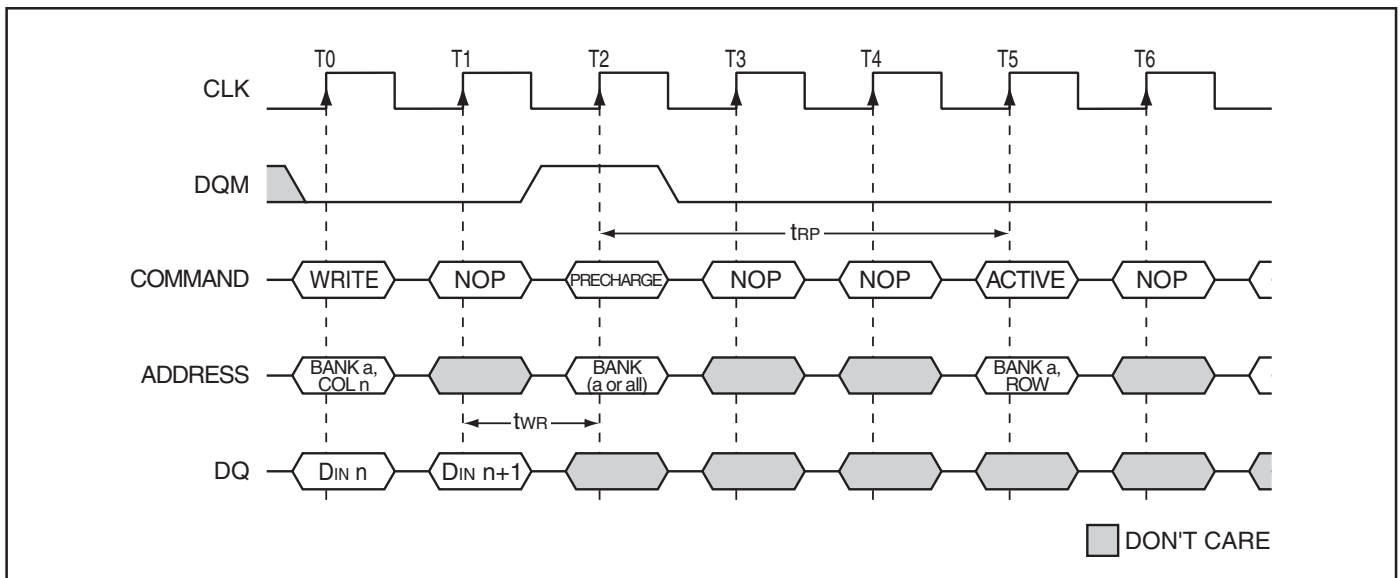 T0 T1 T2 T3 T4 T5 T6
CLK
DQM
tRP
COMMAND WRITE NOP PRECHARGE NOP NOP ACTIVE NOP
ADDRESS BANK a, COL n BANK (a or all) BANK a, ROW
tWR
DQ DIN n DIN n+1
DON'T CARE